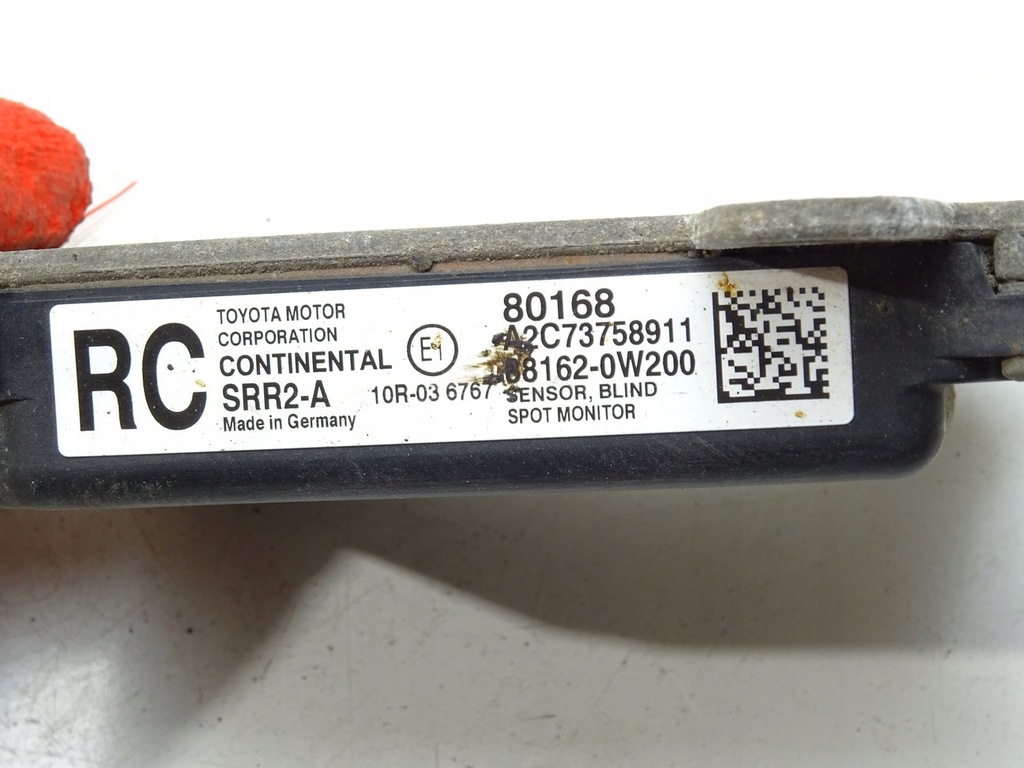 RC
TOYOTA MOTOR
CORPORATION
CONTINENTAL
SRR2-A
Made in Germany
E1
10R-03 6767
80168
A2C73758911
88162-0W200
SENSOR, BLIND
SPOT MONITOR